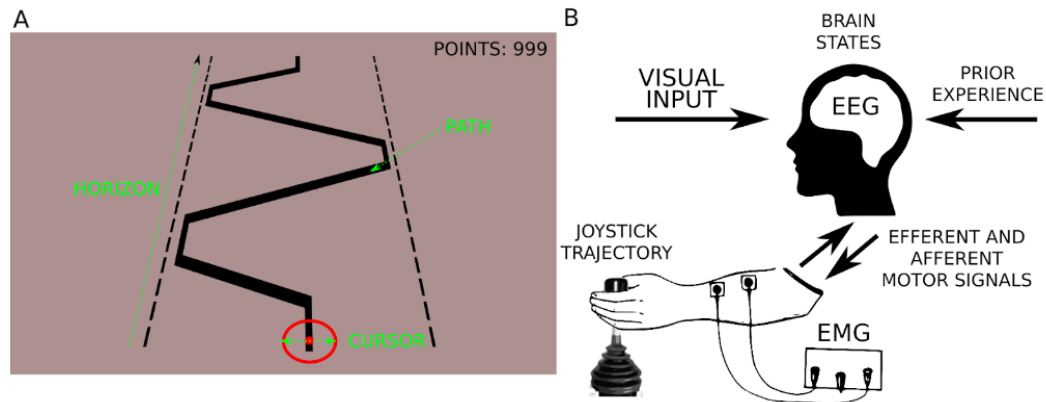 A
POINTS: 999
PATH
HORIZON
CURSOR
B
BRAIN
STATES
VISUAL
INPUT
EEG
PRIOR
EXPERIENCE
JOYSTICK
TRAJECTORY
EFFERENT AND
AFFERENT
MOTOR SIGNALS
EMG